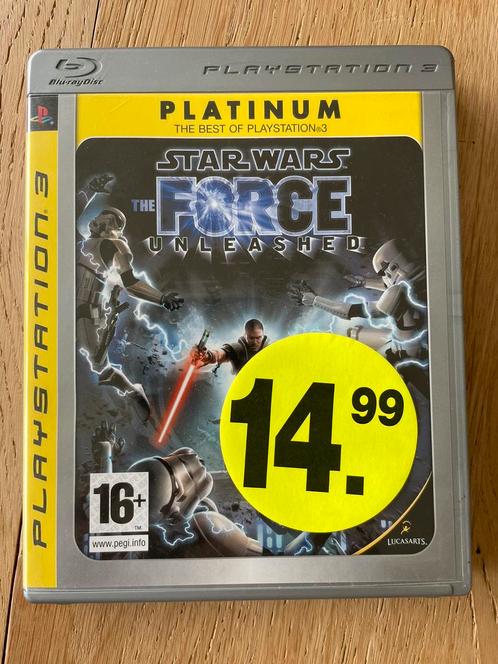 Blu-ray Disc
PLAYSTATION 3
PLAYSTATION 3
PLATINUM
THE BEST OF PLAYSTATION®3
STAR WARS
THE FORCE
UNLEASHED
14.99
16+
TM
www.pegi.info
LUCASARTS